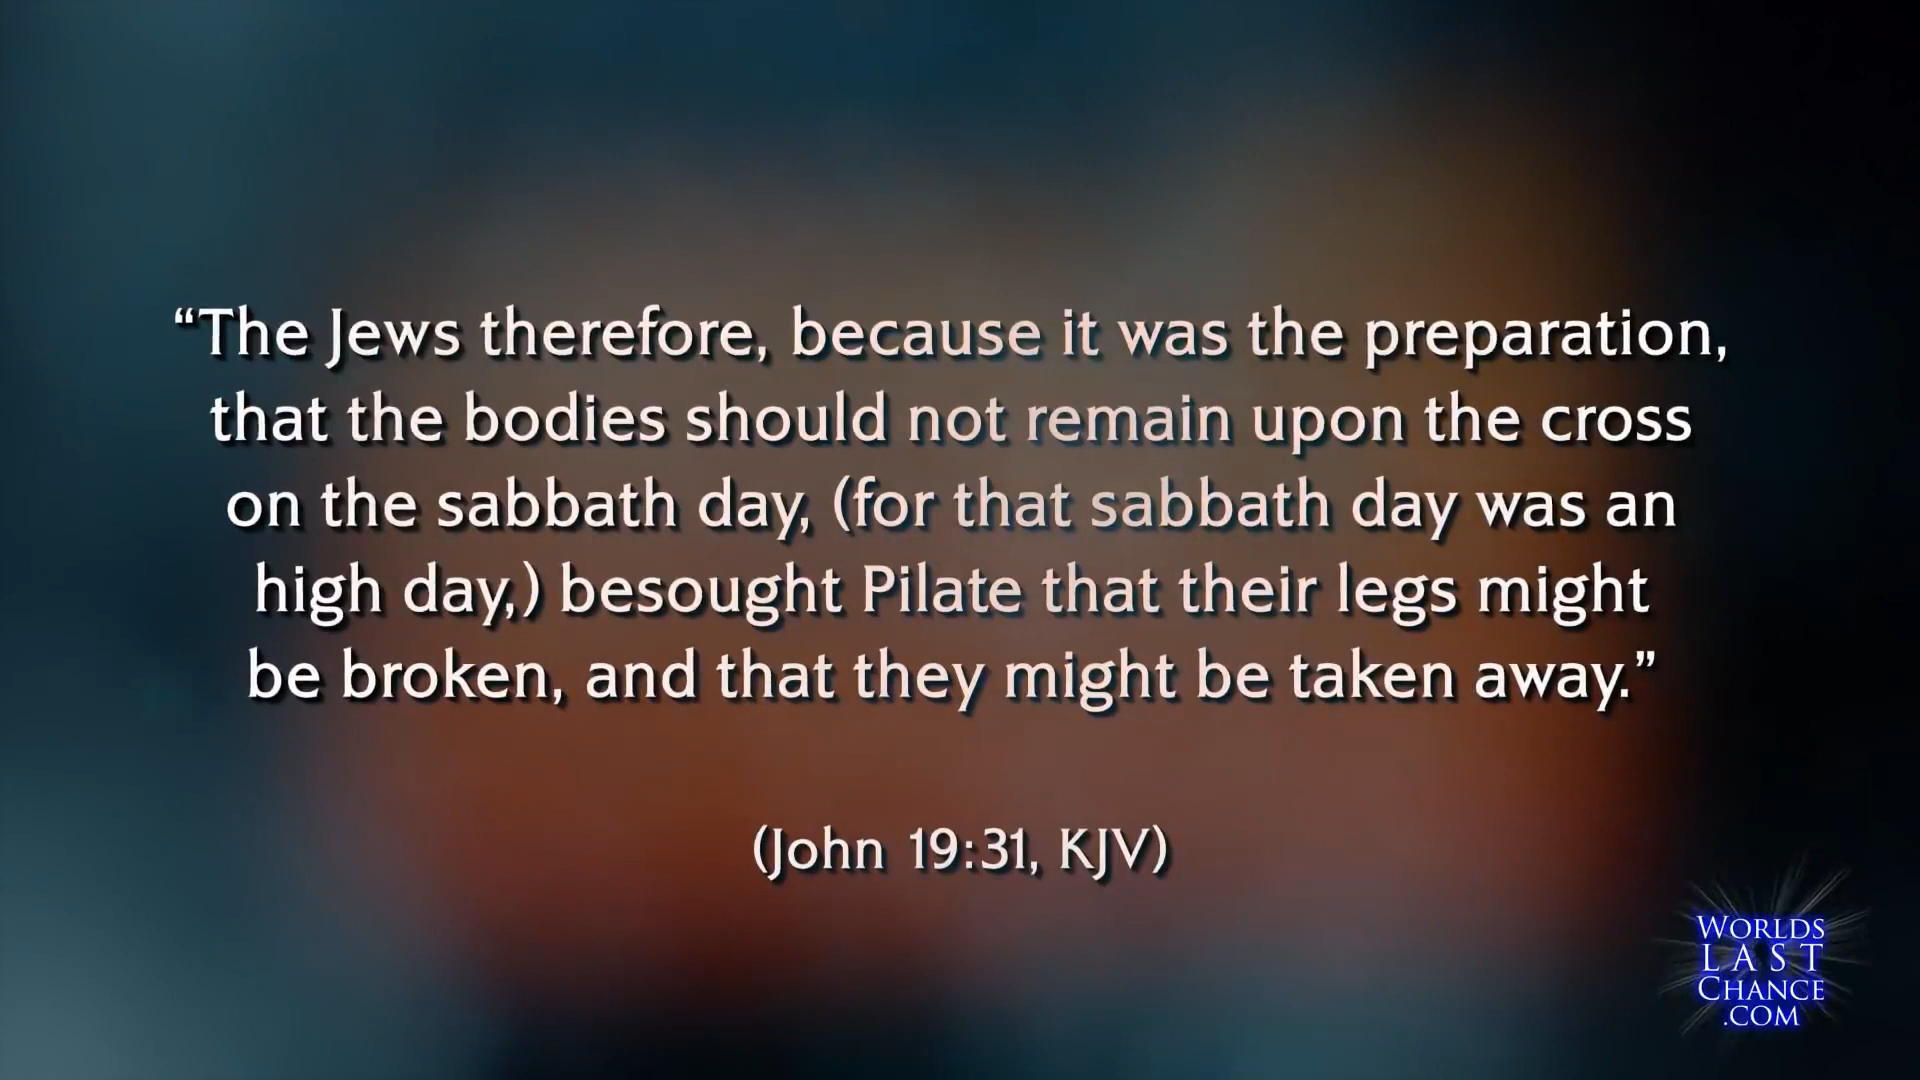 “The Jews therefore, because it was the preparation,
that the bodies should not remain upon the cross
on the sabbath day, (for that sabbath day was an
high day,) besought Pilate that their legs might
be broken, and that they might be taken away.”
(John 19:31, KJV)
WORLDS
LAST
CHANCE
.COM